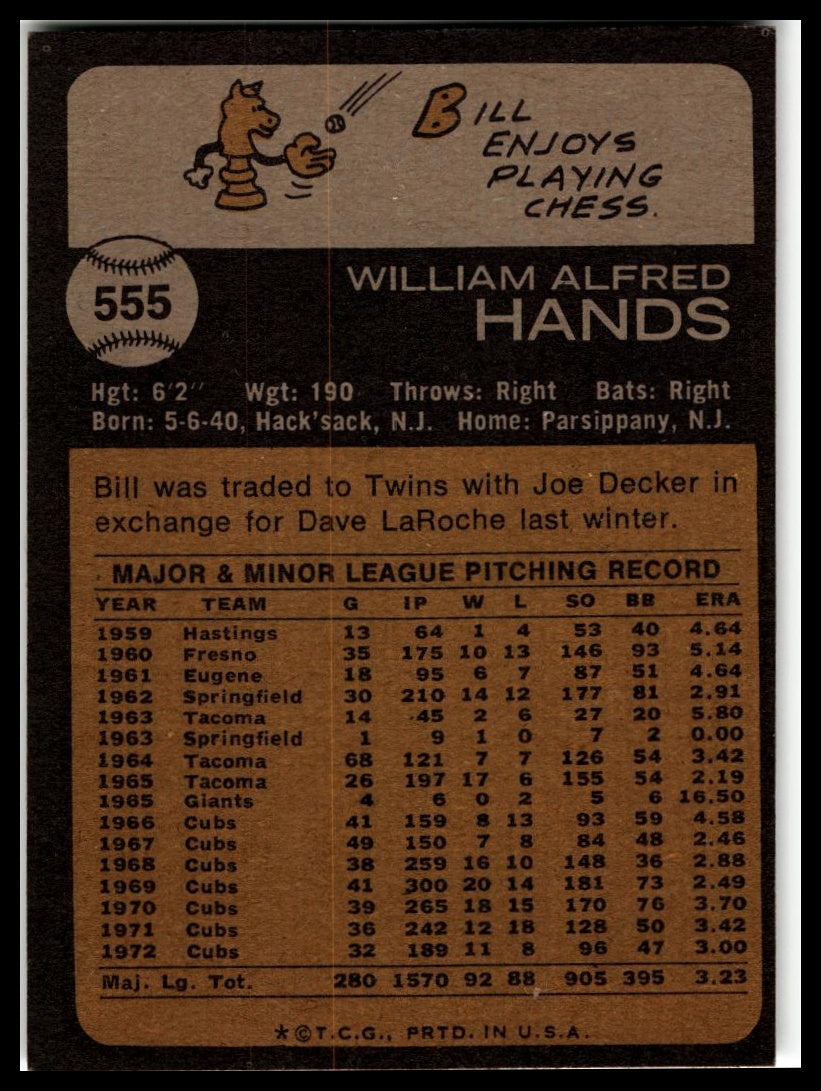 BILL
ENJOYS
PLAYING
CHESS.
555
WILLIAM ALFRED
HANDS
Hgt: 6'2" Wgt: 190 Throws: Right Bats: Right
Born: 5-6-40, Hack'sack, N.J. Home: Parsippany, N.J.
Bill was traded to Twins with Joe Decker in
exchange for Dave LaRoche last winter.
MAJOR & MINOR LEAGUE PITCHING RECORD
YEAR TEAM G IP W L SO BB ERA
1959 Hastings 13 64 1 4 53 40 4.64
1960 Fresno 35 175 10 13 146 93 5.14
1961 Eugene 18 95 6 7 87 51 4.64
1962 Springfield 30 210 14 12 177 81 2.91
1963 Tacoma 14 45 2 6 27 20 5.80
1963 Springfield 1 9 1 0 7 2 0.00
1964 Tacoma 68 121 7 7 126 54 3.42
1965 Tacoma 26 197 17 6 155 54 2.19
1965 Giants 4 6 0 2 5 6 16.50
1966 Cubs 41 159 8 13 93 59 4.58
1967 Cubs 49 150 7 8 84 48 2.46
1968 Cubs 38 259 16 10 148 36 2.88
1969 Cubs 41 300 20 14 181 73 2.49
1970 Cubs 39 265 18 15 170 76 3.70
1971 Cubs 36 242 12 18 128 50 3.42
1972 Cubs 32 189 11 8 96 47 3.00
Maj. Lg. Tot. 280 1570 92 88 905 395 3.23
*©T.C.G., PRTD. IN U.S.A.